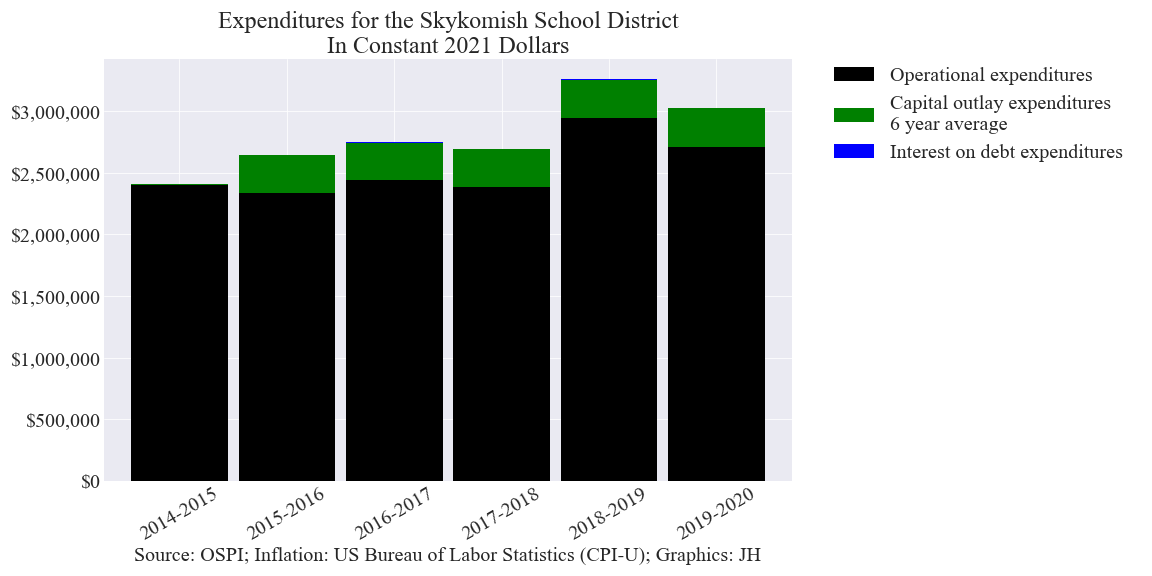 Expenditures for the Skykomish School District
In Constant 2021 Dollars
$3,000,000
$2,500,000
$2,000,000
$1,500,000
$1,000,000
$500,000
$0
2014-2015
2015-2016
2016-2017
2017-2018
2018-2019
2019-2020
Source: OSPI; Inflation: US Bureau of Labor Statistics (CPI-U); Graphics: JH
Operational expenditures
Capital outlay expenditures
6 year average
Interest on debt expenditures